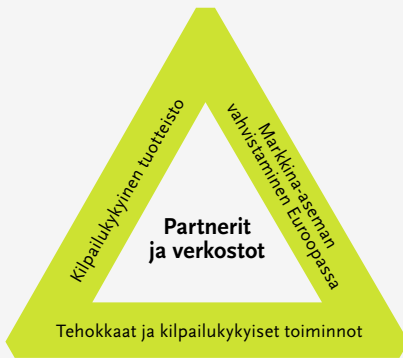 Kilpailukykyinen tuotteisto
Markkina-aseman
vahvistaminen Euroopassa
Partnerit
ja verkostot
Tehokkaat ja kilpailukykyiset toiminnot